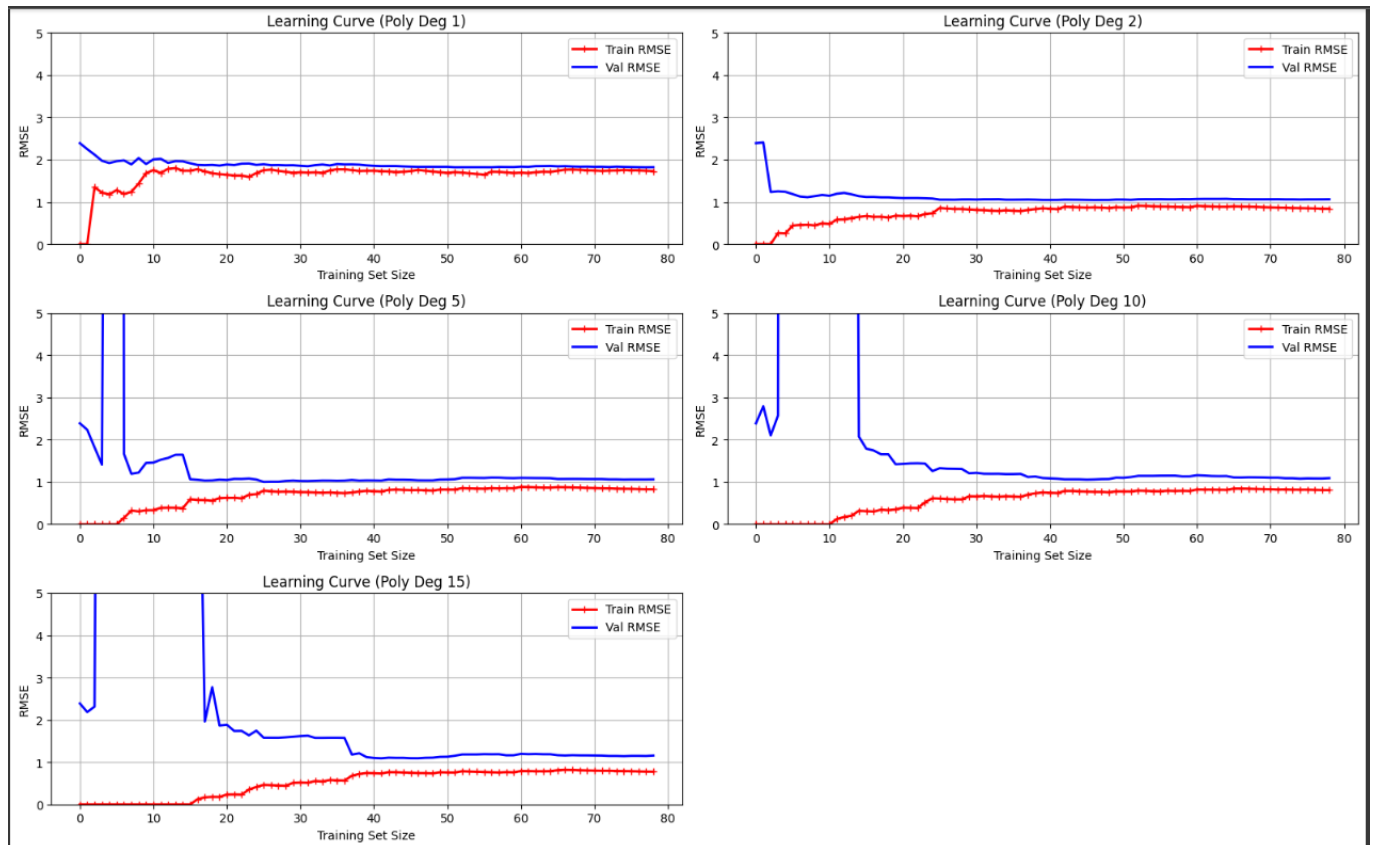 Learning Curve (Poly Deg 1)
5
4
3
2
1
0
RMSE
Train RMSE
Val RMSE
0 10 20 30 40 50 60 70 80
Training Set Size
Learning Curve (Poly Deg 2)
5
4
3
2
1
0
RMSE
Train RMSE
Val RMSE
0 10 20 30 40 50 60 70 80
Training Set Size
Learning Curve (Poly Deg 5)
5
4
3
2
1
0
RMSE
Train RMSE
Val RMSE
0 10 20 30 40 50 60 70 80
Training Set Size
Learning Curve (Poly Deg 10)
5
4
3
2
1
0
RMSE
Train RMSE
Val RMSE
0 10 20 30 40 50 60 70 80
Training Set Size
Learning Curve (Poly Deg 15)
5
4
3
2
1
0
RMSE
Train RMSE
Val RMSE
0 10 20 30 40 50 60 70 80
Training Set Size